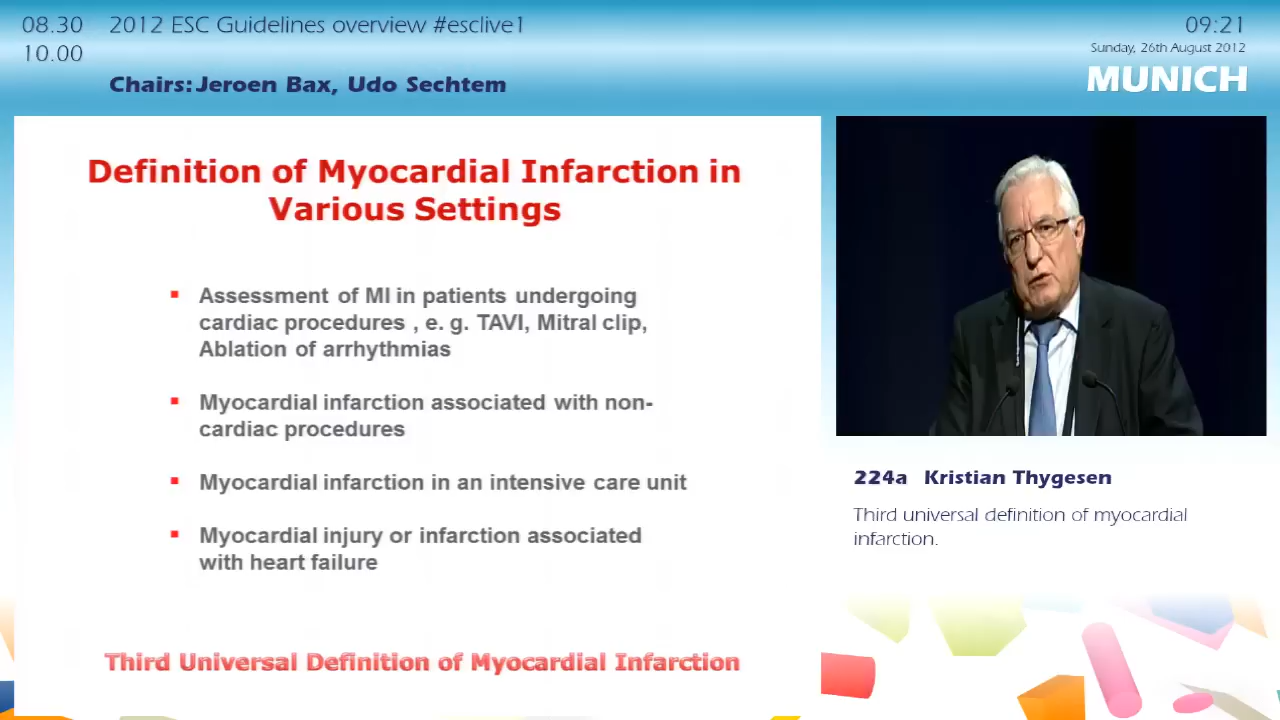 08.30 2012 ESC Guidelines overview #esclive1
10.00
Chairs: Jeroen Bax, Udo Sechtem
09:21
Sunday, 26th August 2012
MUNICH
Definition of Myocardial Infarction in
Various Settings
Assessment of MI in patients undergoing
cardiac procedures , e. g. TAVI, Mitral clip,
Ablation of arrhythmias
Myocardial infarction associated with non-
cardiac procedures
Myocardial infarction in an intensive care unit
Myocardial injury or infarction associated
with heart failure
Third Universal Definition of Myocardial Infarction
224a Kristian Thygesen
Third universal definition of myocardial
infarction.